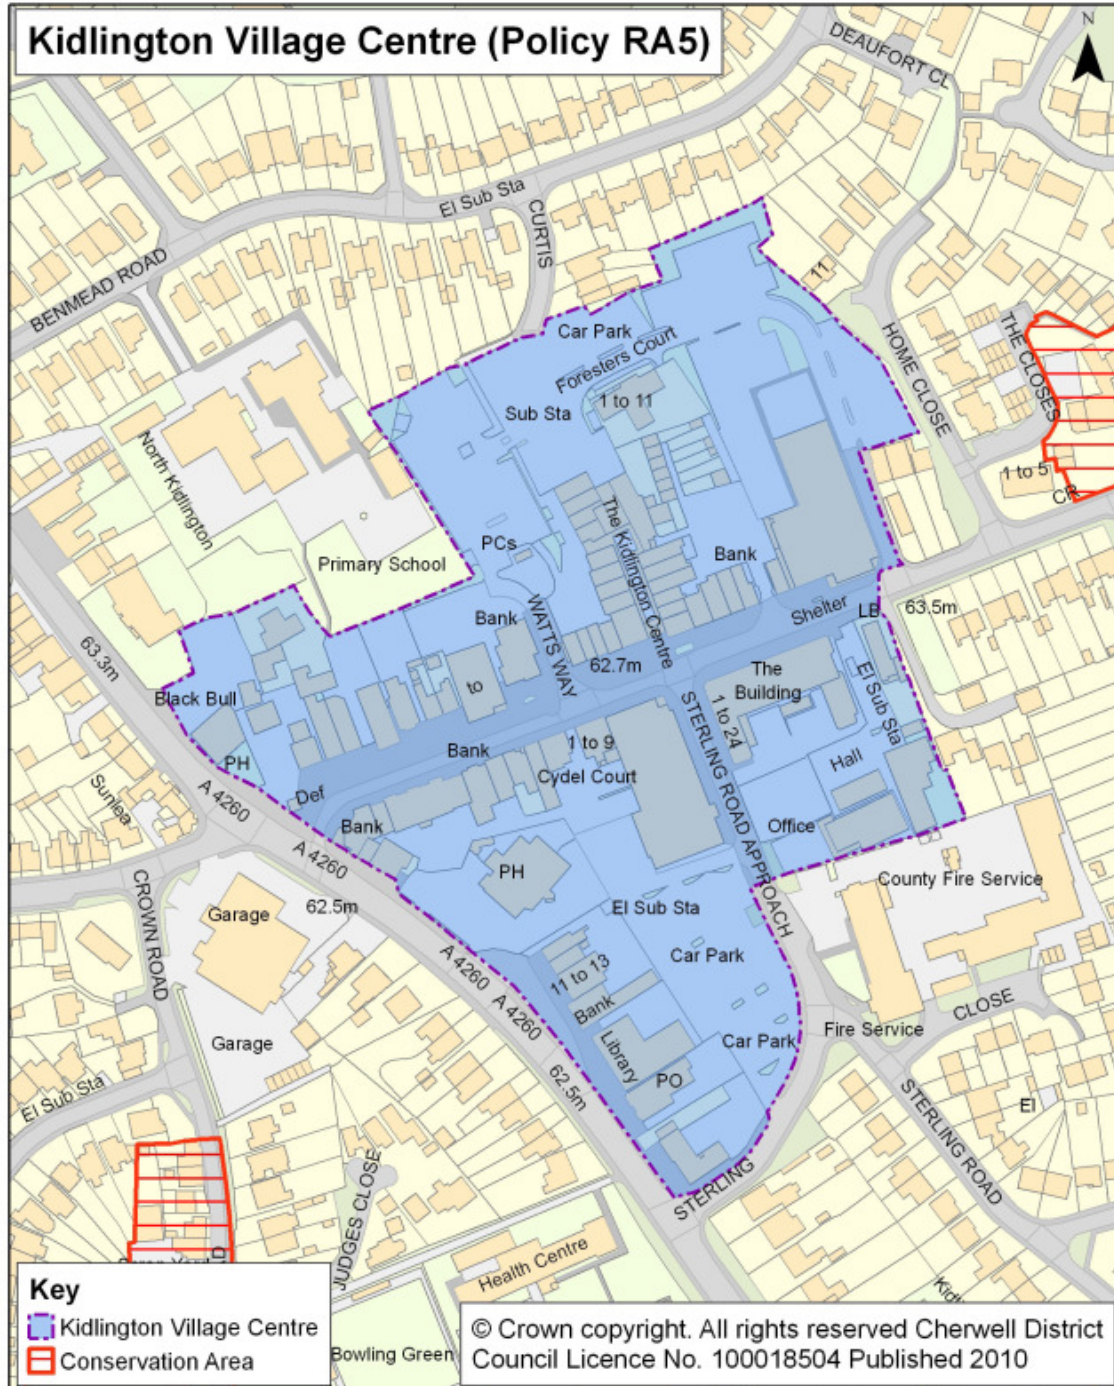 Kidlington Village Centre (Policy RA5)
N
DEAUFORT CL
El Sub Sta
CURTIS
BENMEAD ROAD
11
Car Park
Foresters Court
HOME CLOSE
THE CLOSES
Sub Sta
1 to 11
1 to 5
CR
North Kidlington
The Kidlington Centre
PCs
Bank
Primary School
Shelter
LB
63.5m
Bank
WATTS WAY
62.7m
63.3m
Black Bull
to
The
Building
El Sub Sta
1 to 24
STERLING ROAD APPROACH
PH
Bank
1 to 9
Cydel Court
Hall
Sunlea
A 4260
Def
Bank
Office
A 4260
PH
County Fire Service
CROWN ROAD
Garage
62.5m
El Sub Sta
A 4260
Car Park
11 to 13
Bank
A 4260
CLOSE
Fire Service
Garage
Library
Car Park
62.5m
PO
El Sub Sta
El
STERLING ROAD
JUDGES CLOSE
STERLING
Health Centre
Bowling Green
Key
Kidlington Village Centre
Conservation Area
© Crown copyright. All rights reserved Cherwell District
Council Licence No. 100018504 Published 2010